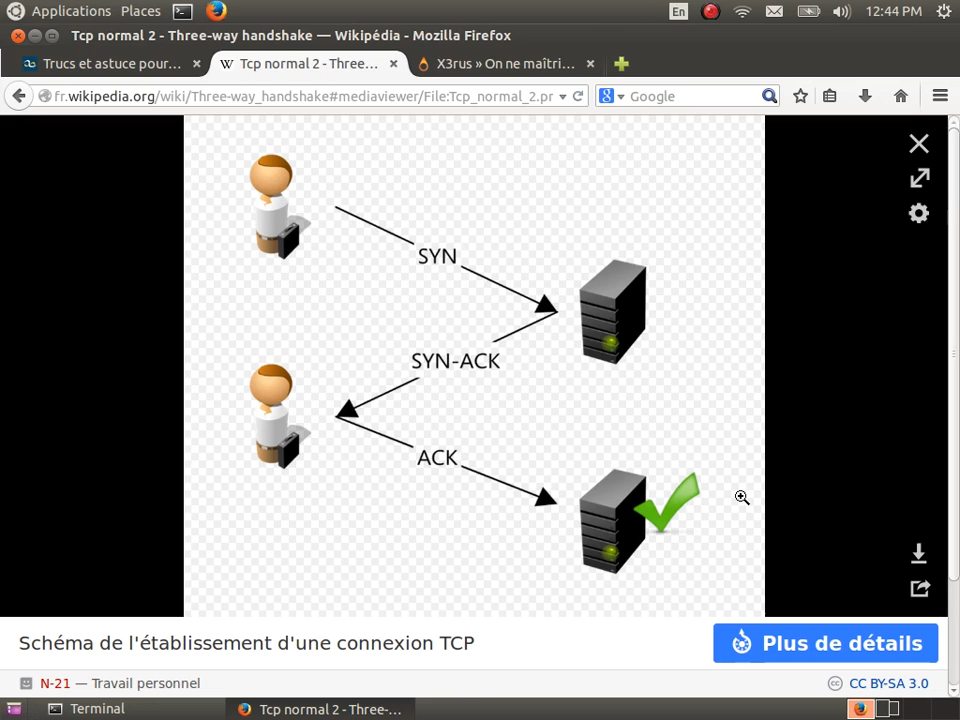 Applications Places En 12:44 PM
Tcp normal 2 - Three-way handshake — Wikipédia - Mozilla Firefox
Trucs et astuce pour... Tcp normal 2 - Three-... X3rus » On ne maîtri...
fr.wikipedia.org/wiki/Three-way_handshake#mediaviewer/File:Tcp_normal_2.pr Google
SYN
SYN-ACK
ACK
Schéma de l'établissement d'une connexion TCP
Plus de détails
N-21 — Travail personnel
CC BY-SA 3.0
Terminal Tcp normal 2 - Three-...